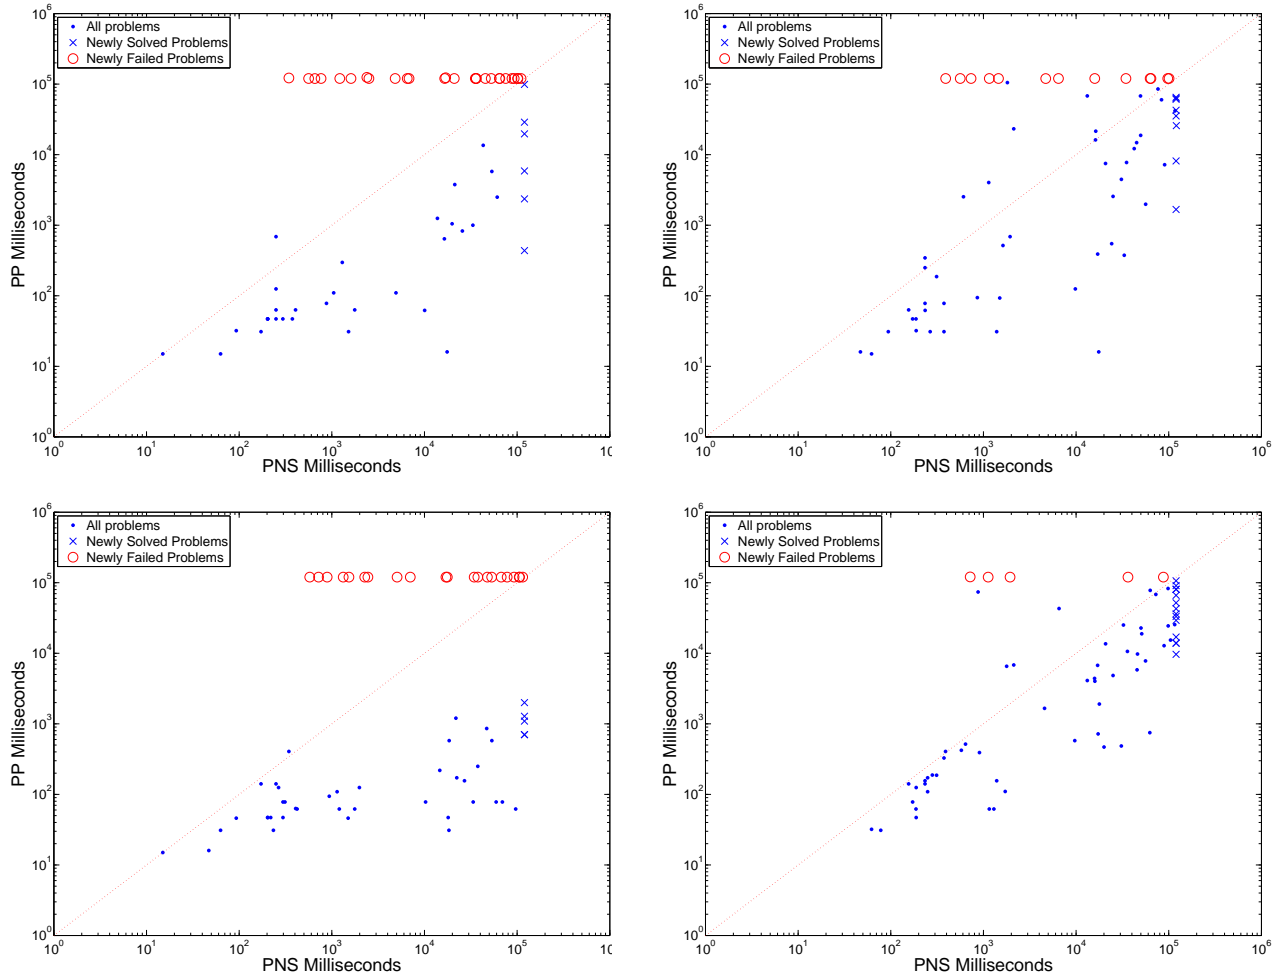 10^6
10^5
10^4
10^3
10^2
10^1
10^0
PP Milliseconds
All problems
Newly Solved Problems
Newly Failed Problems
10^0 10^1 10^2 10^3 10^4 10^5 10
PNS Milliseconds
10^6
10^5
10^4
10^3
10^2
10^1
10^0
PP Milliseconds
All problems
Newly Solved Problems
Newly Failed Problems
10^0 10^1 10^2 10^3 10^4 10^5 10^6
PNS Milliseconds
10^6
10^5
10^4
10^3
10^2
10^1
10^0
PP Milliseconds
All problems
Newly Solved Problems
Newly Failed Problems
10^0 10^1 10^2 10^3 10^4 10^5 10
PNS Milliseconds
10^6
10^5
10^4
10^3
10^2
10^1
10^0
PP Milliseconds
All problems
Newly Solved Problems
Newly Failed Problems
10^0 10^1 10^2 10^3 10^4 10^5 10^6
PNS Milliseconds